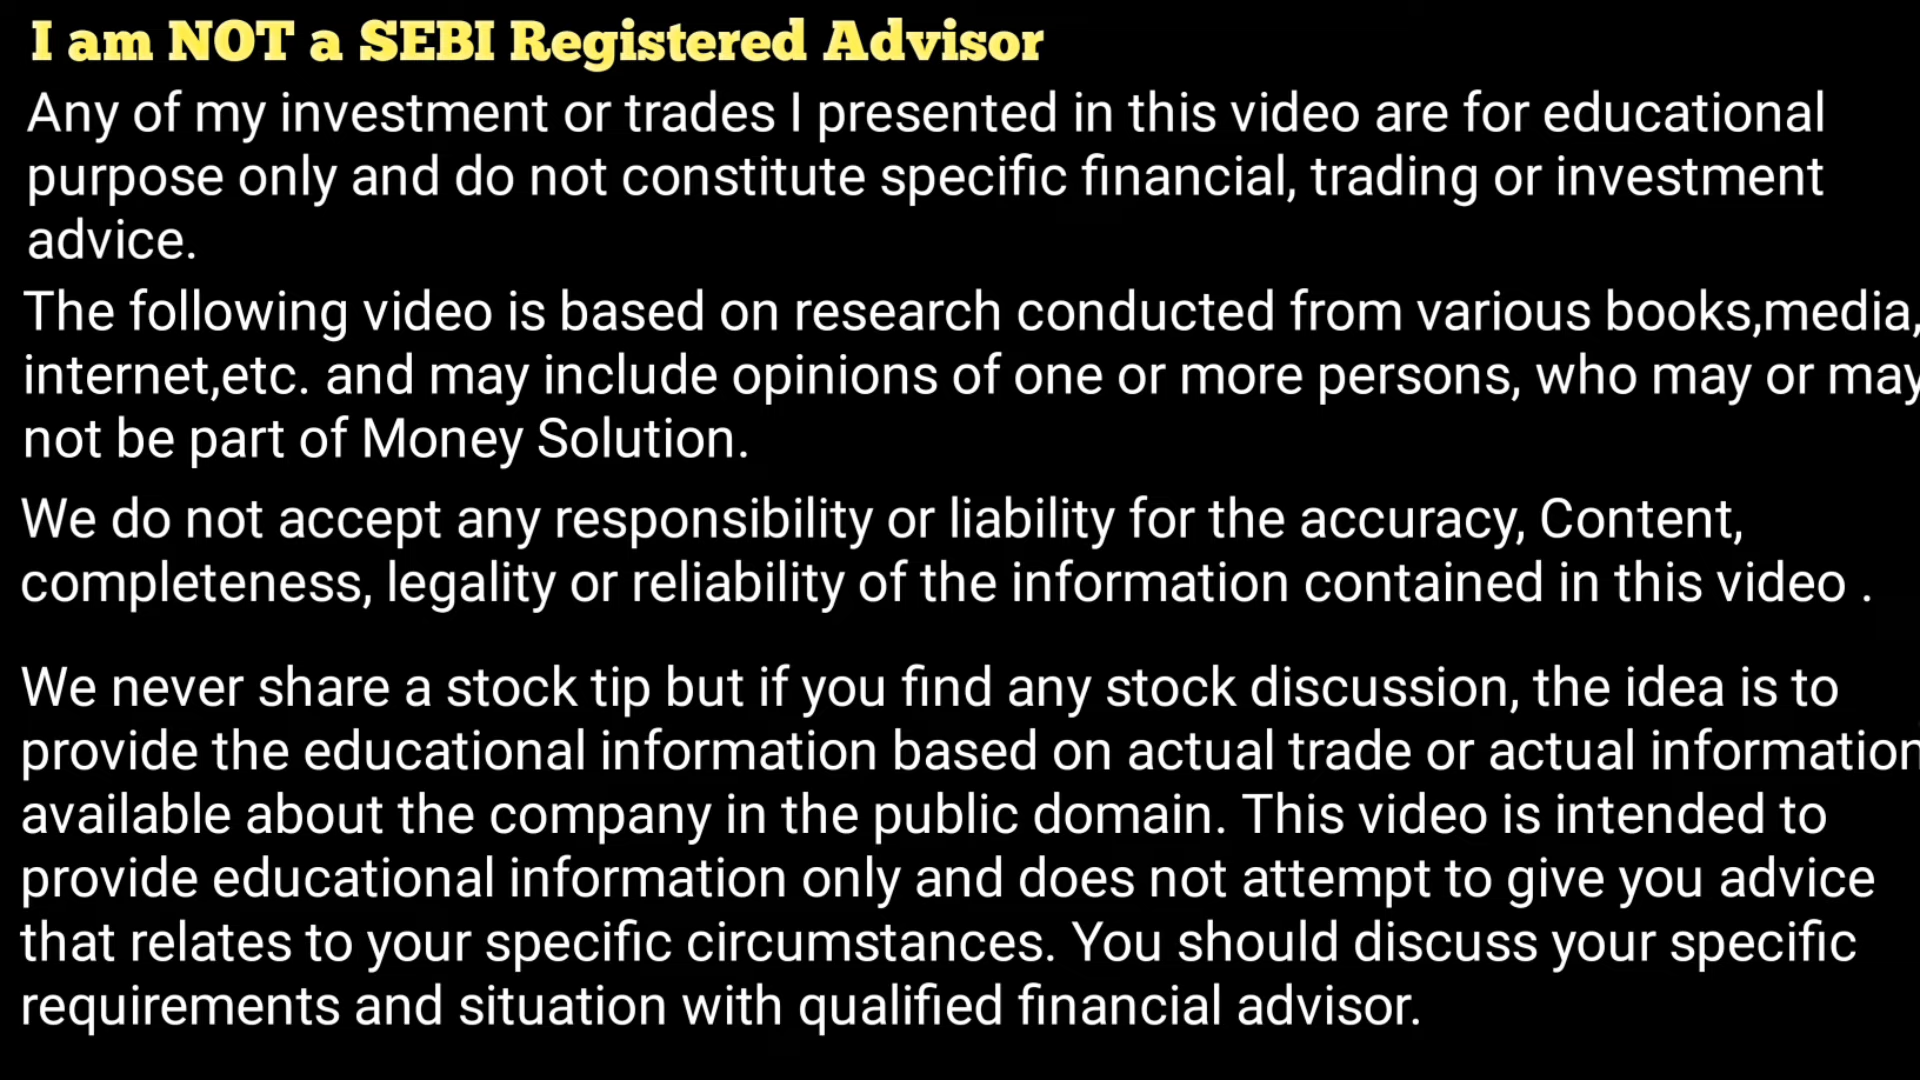 I am NOT a SEBI Registered Advisor
Any of my investment or trades I presented in this video are for educational
purpose only and do not constitute specific financial, trading or investment
advice.
The following video is based on research conducted from various books,media,
internet,etc. and may include opinions of one or more persons, who may or may
not be part of Money Solution.
We do not accept any responsibility or liability for the accuracy, Content,
completeness, legality or reliability of the information contained in this video .
We never share a stock tip but if you find any stock discussion, the idea is to
provide the educational information based on actual trade or actual information
available about the company in the public domain. This video is intended to
provide educational information only and does not attempt to give you advice
that relates to your specific circumstances. You should discuss your specific
requirements and situation with qualified financial advisor.